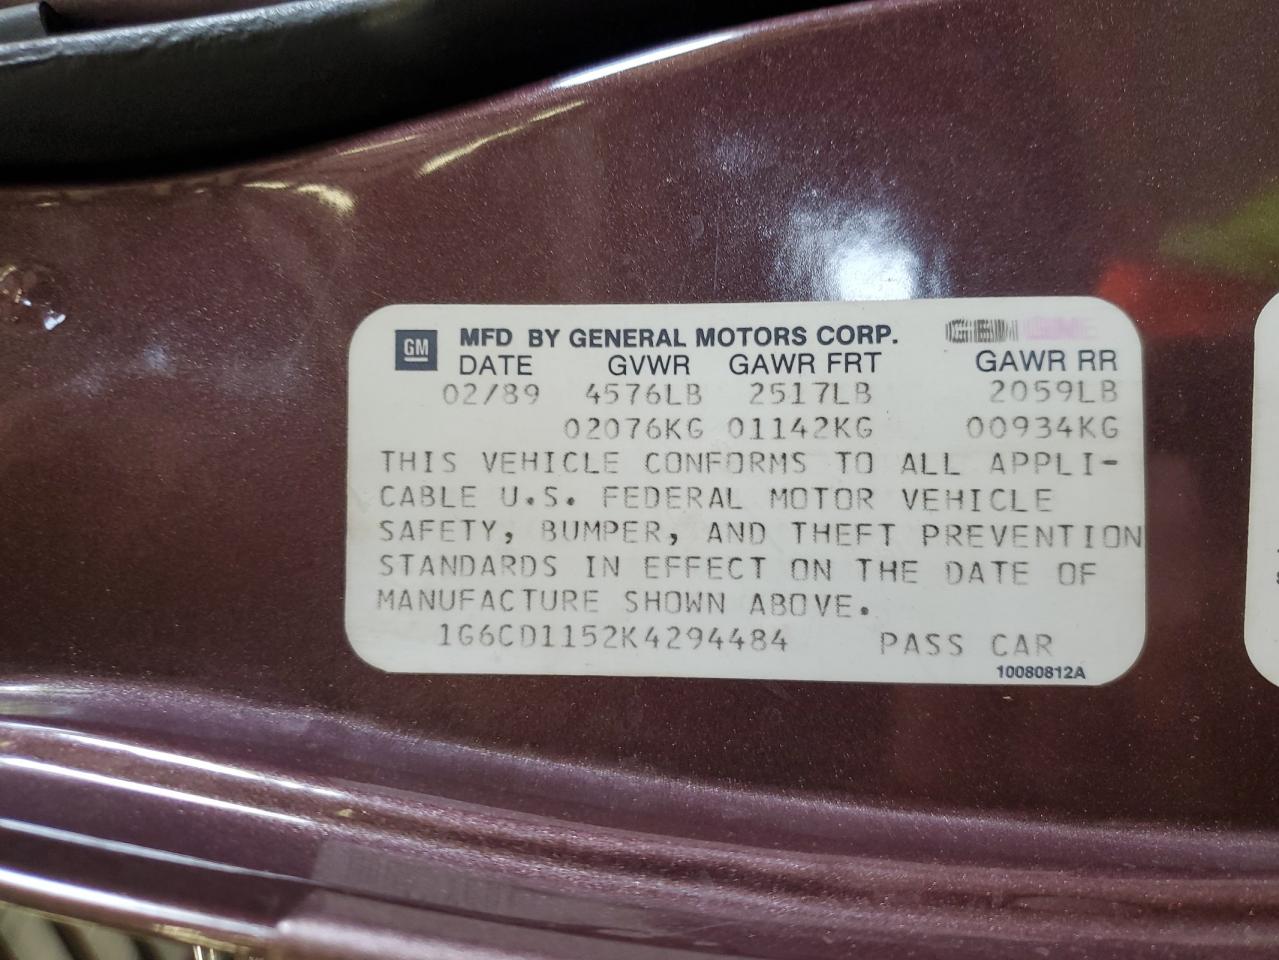 GM MFD BY GENERAL MOTORS CORP.
DATE GVWR GAWR FRT GAWR RR
02/89 4576LB 2517LB 2059LB
02076KG 01142KG 00934KG
THIS VEHICLE CONFORMS TO ALL APPLI-
CABLE U.S. FEDERAL MOTOR VEHICLE
SAFETY, BUMPER, AND THEFT PREVENTION
STANDARDS IN EFFECT ON THE DATE OF
MANUFACTURE SHOWN ABOVE.
1G6CD1152K4294484 PASS CAR
10080812A